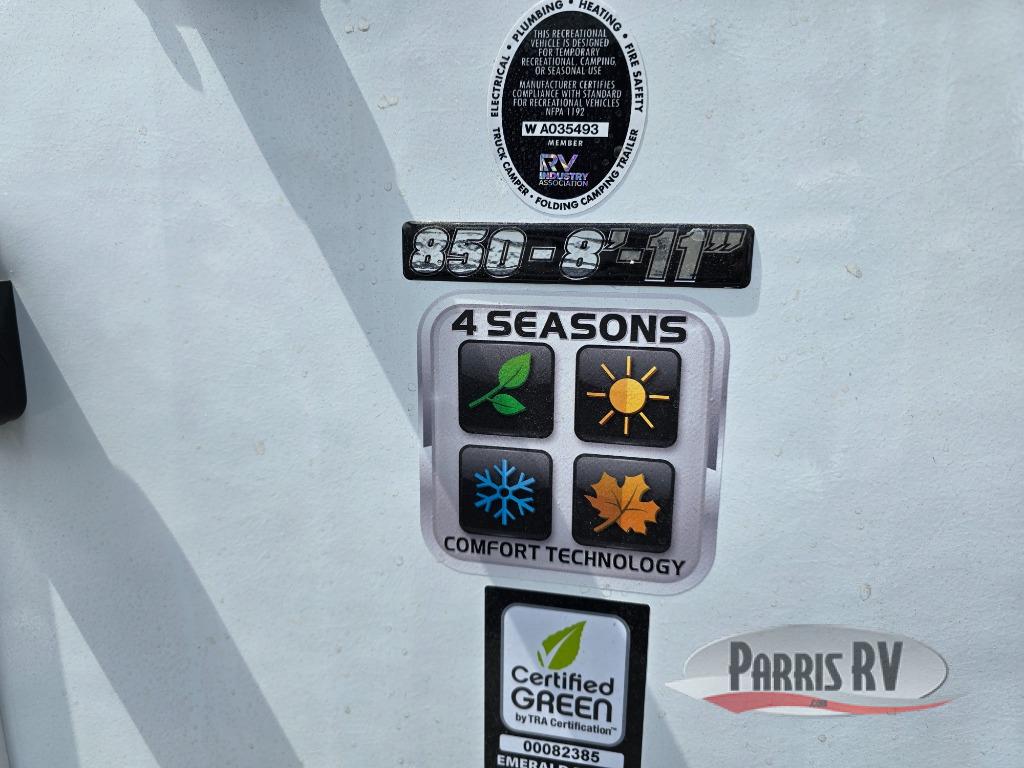 ELECTRICAL • PLUMBING • HEATING • FIRE SAFETY
THIS RECREATIONAL
VEHICLE IS DESIGNED
FOR TEMPORARY
RECREATIONAL, CAMPING,
OR SEASONAL USE
MANUFACTURER CERTIFIES
COMPLIANCE WITH STANDARD
FOR RECREATIONAL VEHICLES
NFPA 1192
W A035493
MEMBER
RV
INDUSTRY
ASSOCIATION
TRUCK CAMPER • FOLDING CAMPING TRAILER
850-8'-11"
4 SEASONS
COMFORT TECHNOLOGY
Certified
GREEN
by TRA Certification™
00082385
PARRIS RV
.com